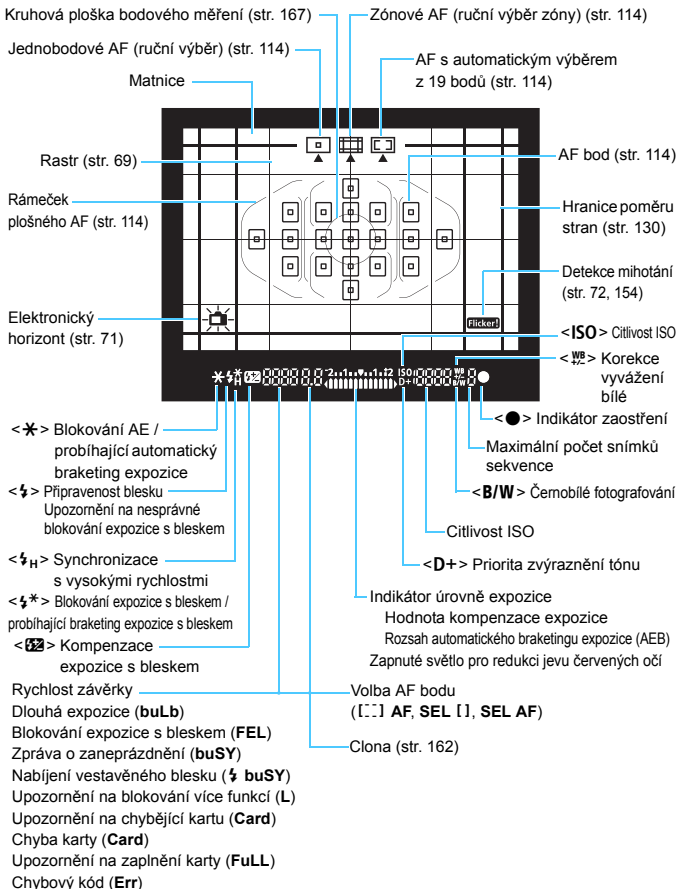 Kruhová ploška bodového měření (str. 167)
Zónové AF (ruční výběr zóny) (str. 114)
Jednobodové AF (ruční výběr) (str. 114)
AF s automatickým výběrem
z 19 bodů (str. 114)
Matnice
Rastr (str. 69)
AF bod (str. 114)
Rámeček
plošného AF (str. 114)
Hranice poměru
stran (str. 130)
Detekce mihotání
(str. 72, 154)
Elektronický
horizont (str. 71)
Flicker!
<ISO> Citlivost ISO
<WB+/-> Korekce
vyvážení
bílé
<●> Indikátor zaostření
Maximální počet snímků
sekvence
<B/W> Černobílé fotografování
Citlivost ISO
<D+> Priorita zvýraznění tónu
-2..1..▼..1.:2 ISO D+ WB+/- B/W
<✱> Blokování AE /
probíhající automatický
braketing expozice
<⚡> Připravenost blesku
Upozornění na nesprávné
blokování expozice s bleskem
<⚡H> Synchronizace
s vysokými rychlostmi
<⚡*> Blokování expozice s bleskem /
probíhající braketing expozice s bleskem
<⚡±> Kompenzace
expozice s bleskem
Indikátor úrovně expozice
Hodnota kompenzace expozice
Rozsah automatického braketingu expozice (AEB)
Zapnuté světlo pro redukci jevu červených očí
Rychlost závěrky
Dlouhá expozice (buLb)
Blokování expozice s bleskem (FEL)
Zpráva o zaneprázdnění (buSY)
Nabíjení vestavěného blesku (⚡ buSY)
Upozornění na blokování více funkcí (L)
Upozornění na chybějící kartu (Card)
Chyba karty (Card)
Upozornění na zaplnění karty (FuLL)
Chybový kód (Err)
Volba AF bodu
([ ] AF, SEL [ ], SEL AF)
Clona (str. 162)